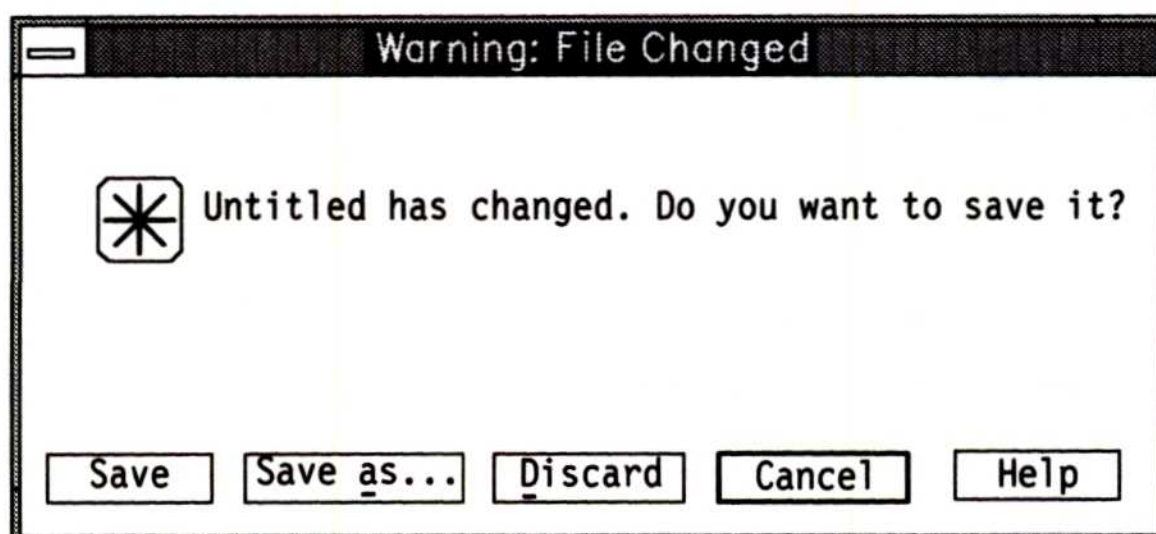 Warning: File Changed
Untitled has changed. Do you want to save it?
Save Save as... Discard Cancel Help